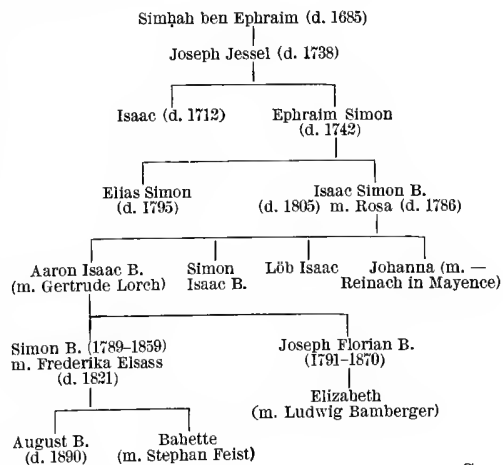 Simḥah ben Ephraim (d. 1685)
Joseph Jessel (d. 1738)
Isaac (d. 1712)
Ephraim Simon
(d. 1742)
Elias Simon
(d. 1795)
Isaac Simon B.
(d. 1805) m. Rosa (d. 1786)
Aaron Isaac B.
(m. Gertrude Lorch)
Simon
Isaac B.
Löb Isaac
Johanna (m. —
Reinach in Mayence)
Simon B. (1789–1859)
m. Frederika Elsass
(d. 1821)
Joseph Florian B.
(1791–1870)
Elizabeth
(m. Ludwig Bamberger)
August B.
(d. 1890)
Babette
(m. Stephan Feist)